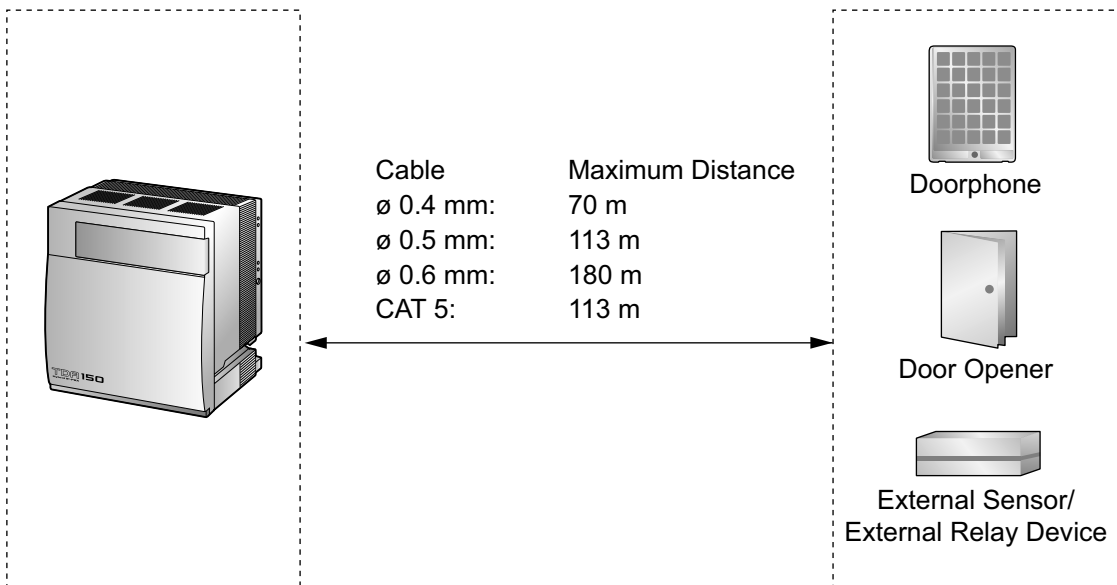 Cable Maximum Distance
ø 0.4 mm: 70 m
ø 0.5 mm: 113 m
ø 0.6 mm: 180 m
CAT 5: 113 m
TDA150
Doorphone
Door Opener
External Sensor/
External Relay Device